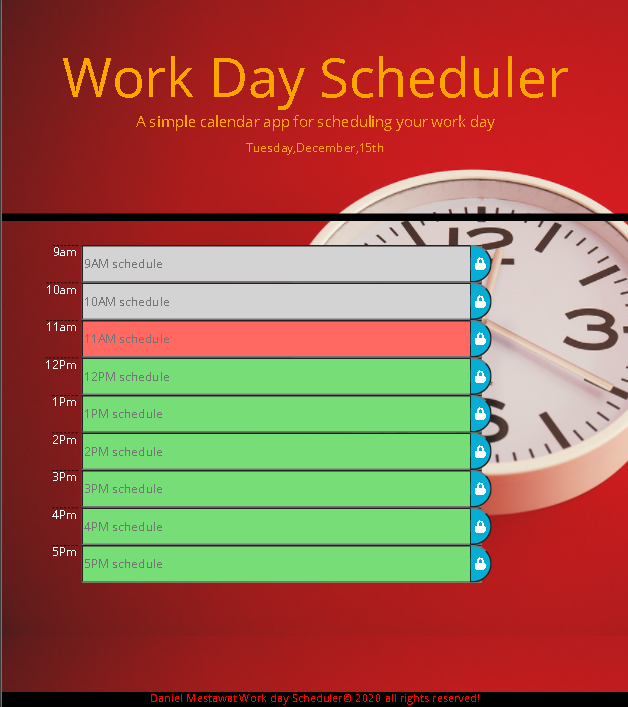 Work Day Scheduler
A simple calendar app for scheduling your work day
Tuesday,December,15th
12
3
9am
9AM schedule
10am
10AM schedule
11am
11AM schedule
12Pm
12PM schedule
1Pm
1PM schedule
2Pm
2PM schedule
3Pm
3PM schedule
4Pm
4PM schedule
5Pm
5PM schedule
Daniel Mestawat Work day Scheduler© 2020 all rights reserved!